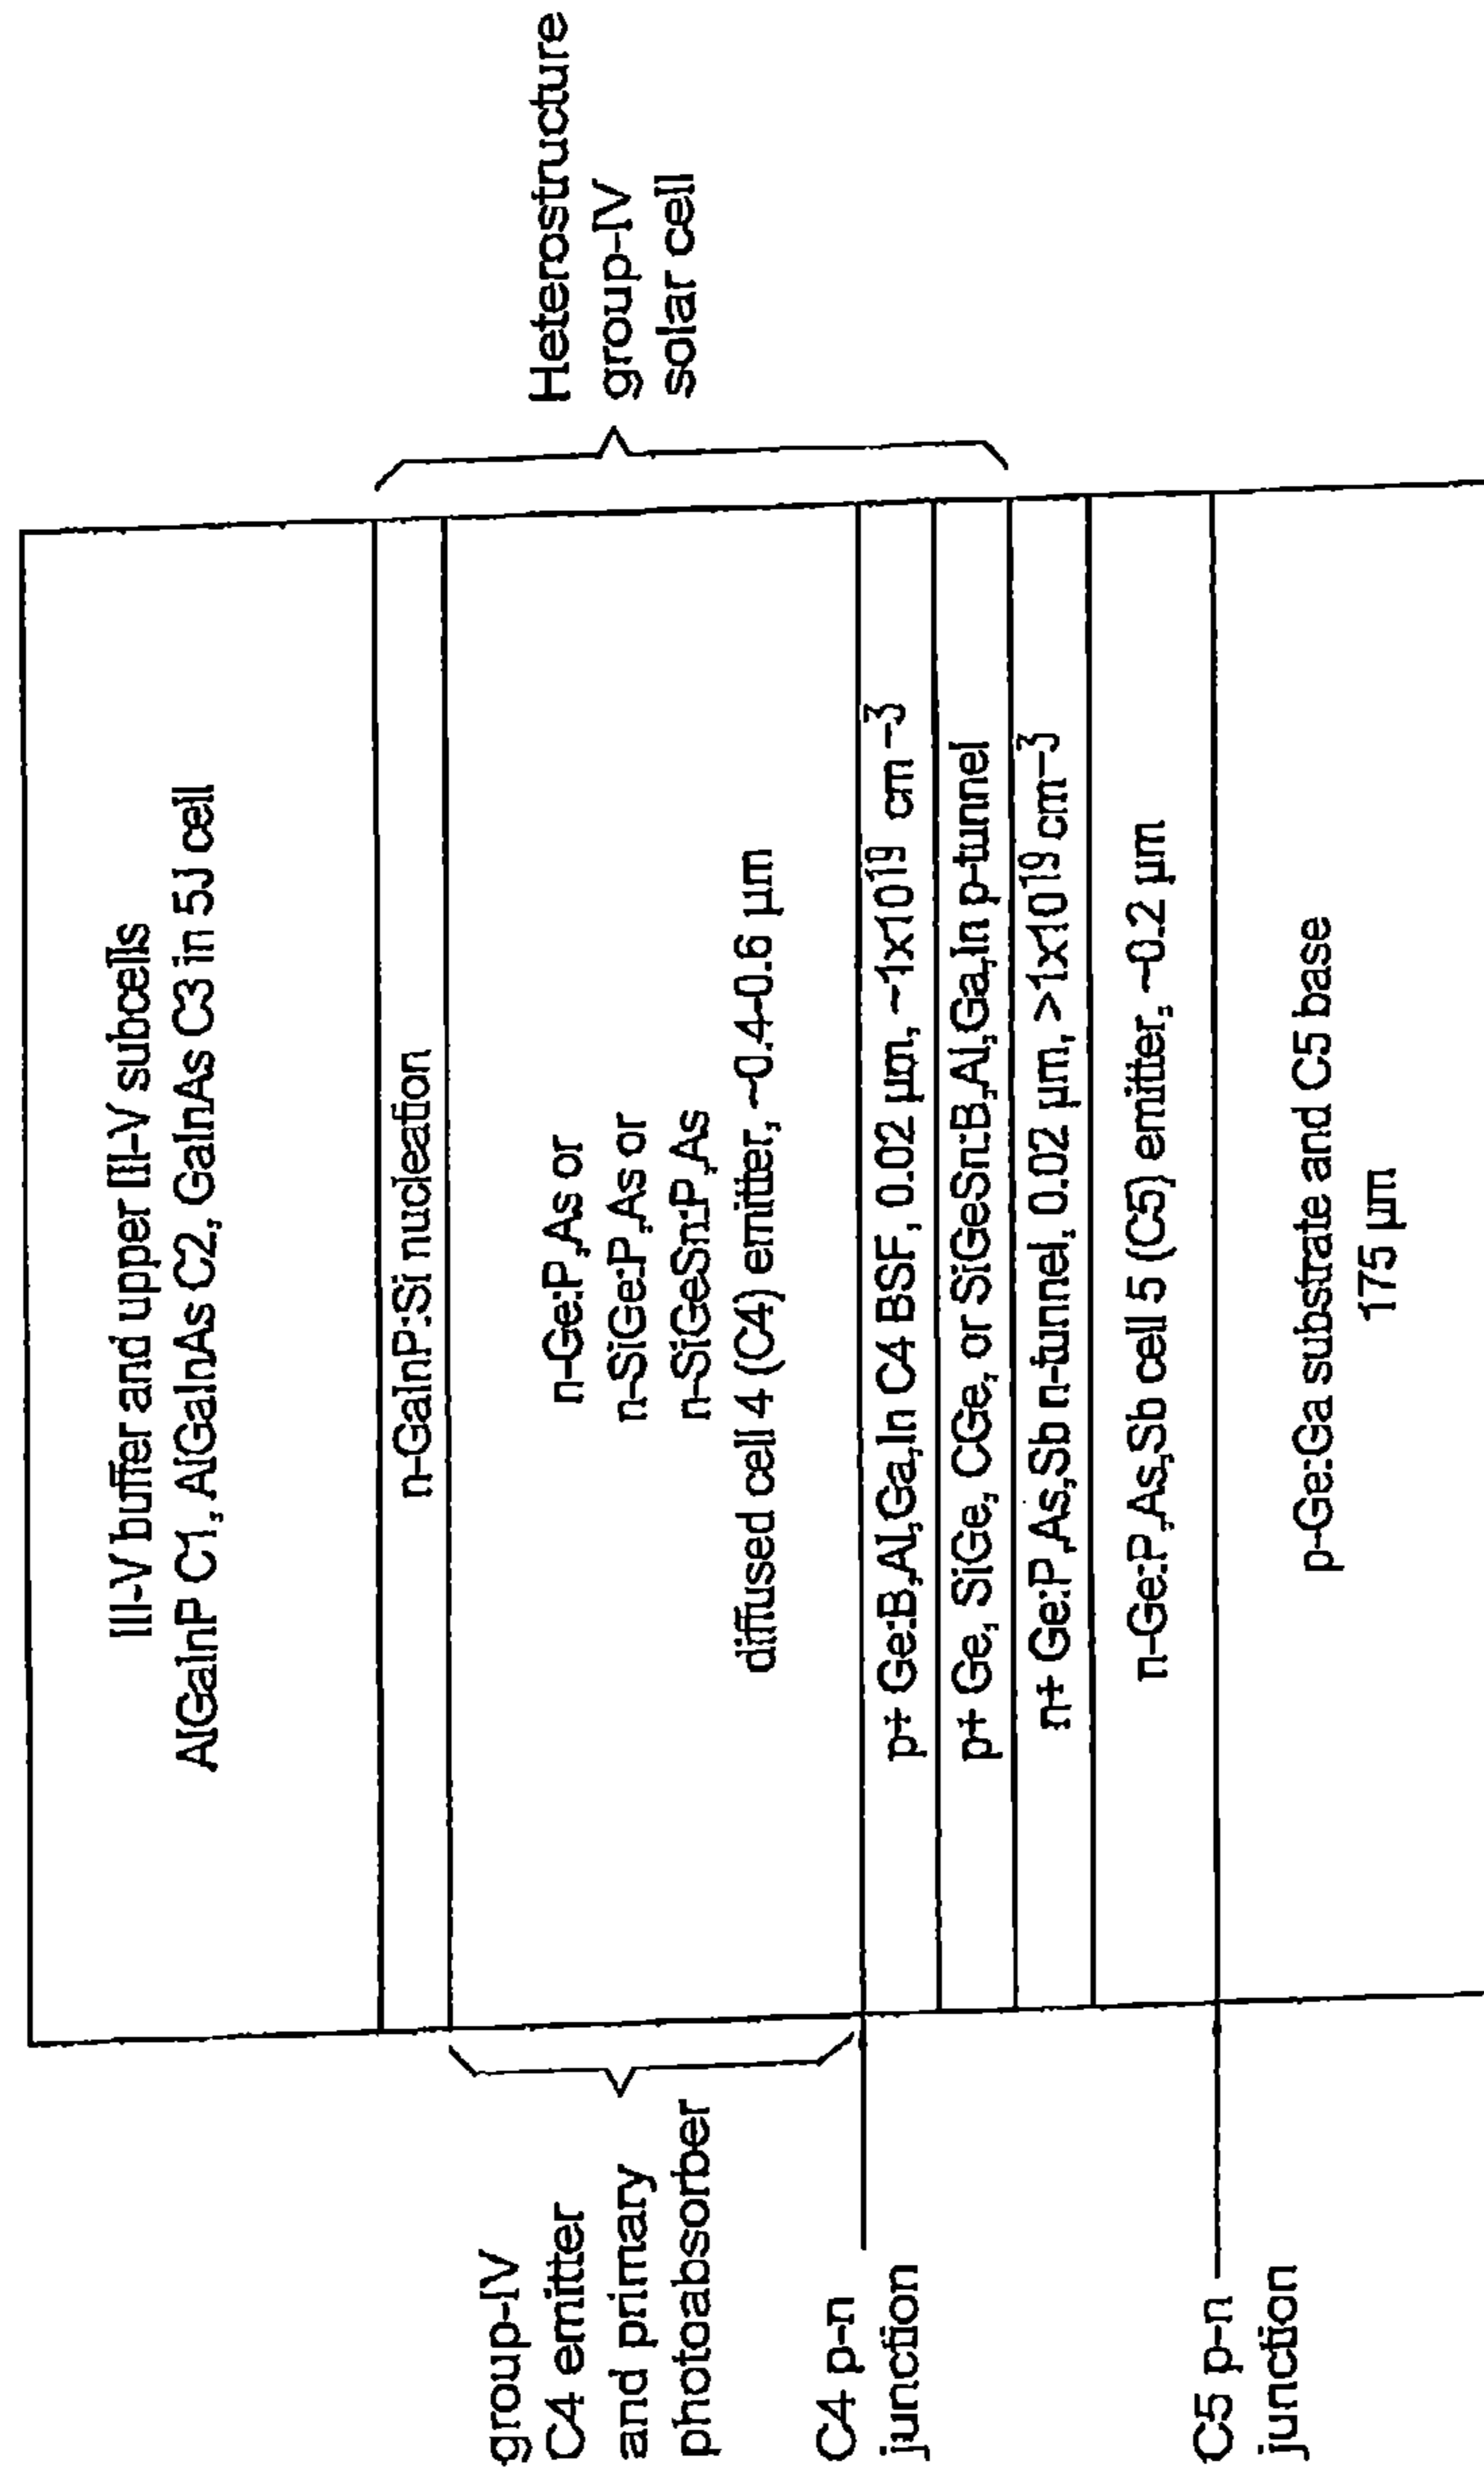 III-V buffer and upper III-V subcells
AlGaInP C1, AlGaInAs C2, GaInAs C3 in 5J cell
n-GaInP:Si nucleation
group-IV
C4 emitter
and primary
photoabsorber
n-Ge:P,As or
n-SiGe:P,As or
n-SiGeSn:P,As
diffused cell 4 (C4) emitter, ~0.4-0.6 µm
Heterostructure
group-IV
solar cell
C4 p-n
junction
p+ Ge:B,Al,Ga,In C4 BSF, 0.02 µm, ~1x10¹⁹ cm⁻³
p+ Ge, SiGe, CGe, or SiGeSn:B,Al,Ga,In p-tunnel
n+ Ge:P,As,Sb n-tunnel, 0.02 µm, >1x10¹⁹ cm⁻³
n-Ge:P,As,Sb cell 5 (C5) emitter, ~0.2 µm
C5 p-n
junction
p-Ge:Ga substrate and C5 base
175 µm